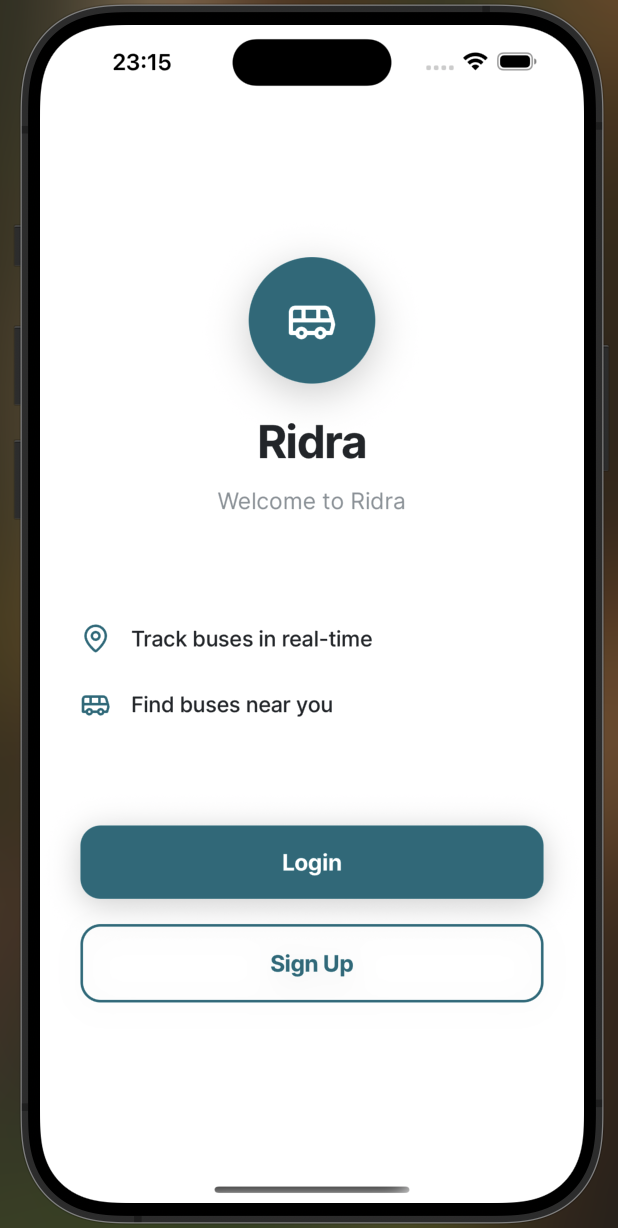 23:15
Ridra
Welcome to Ridra
Track buses in real-time
Find buses near you
Login
Sign Up